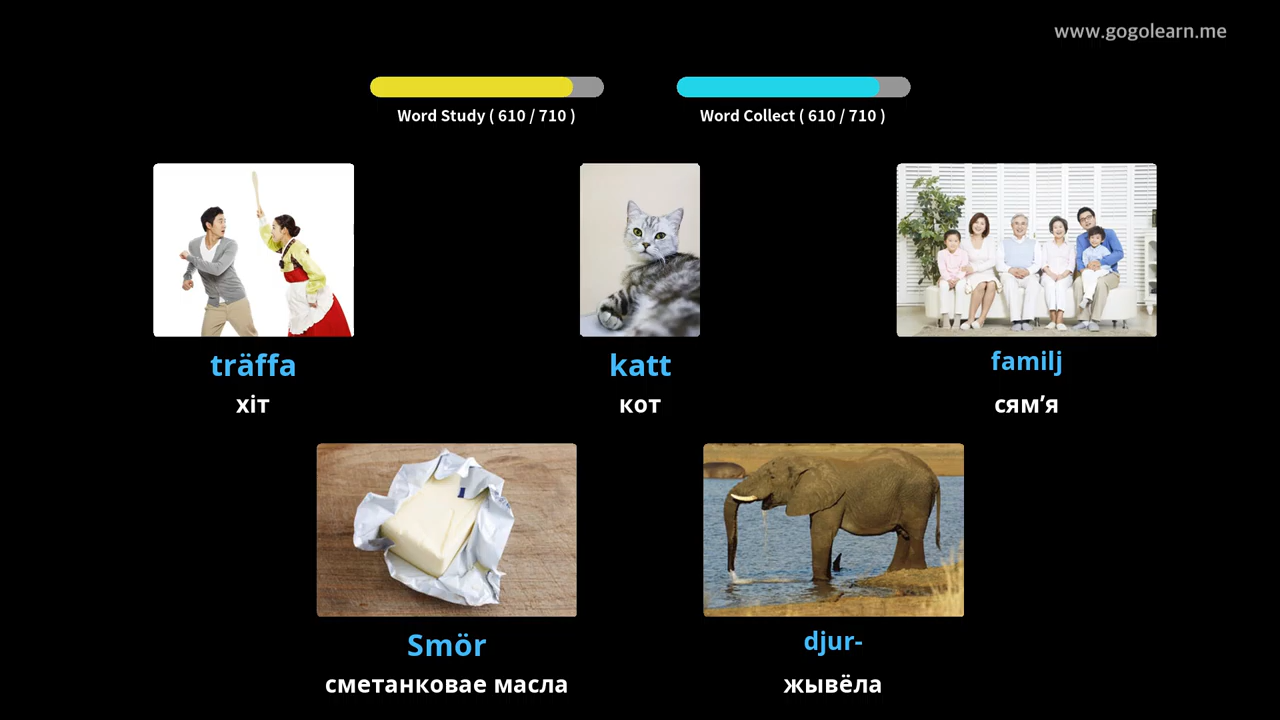 www.gogolearn.me
Word Study ( 610 / 710 )
Word Collect ( 610 / 710 )
träffa
katt
familj
хіт
кот
сям’я
Smör
djur-
сметанковае масла
жывёла